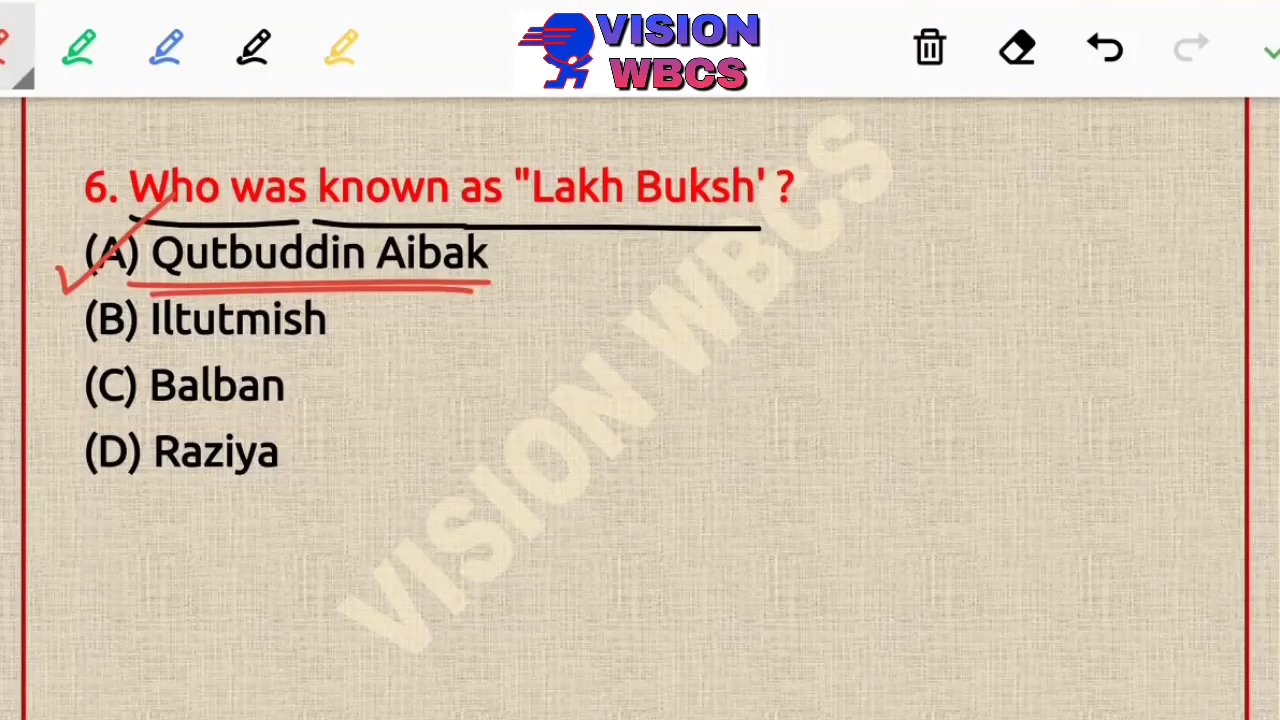 VISION
WBCS
6. Who was known as "Lakh Buksh' ?
(A) Qutbuddin Aibak
(B) Iltutmish
(C) Balban
(D) Raziya
VISION WBCS